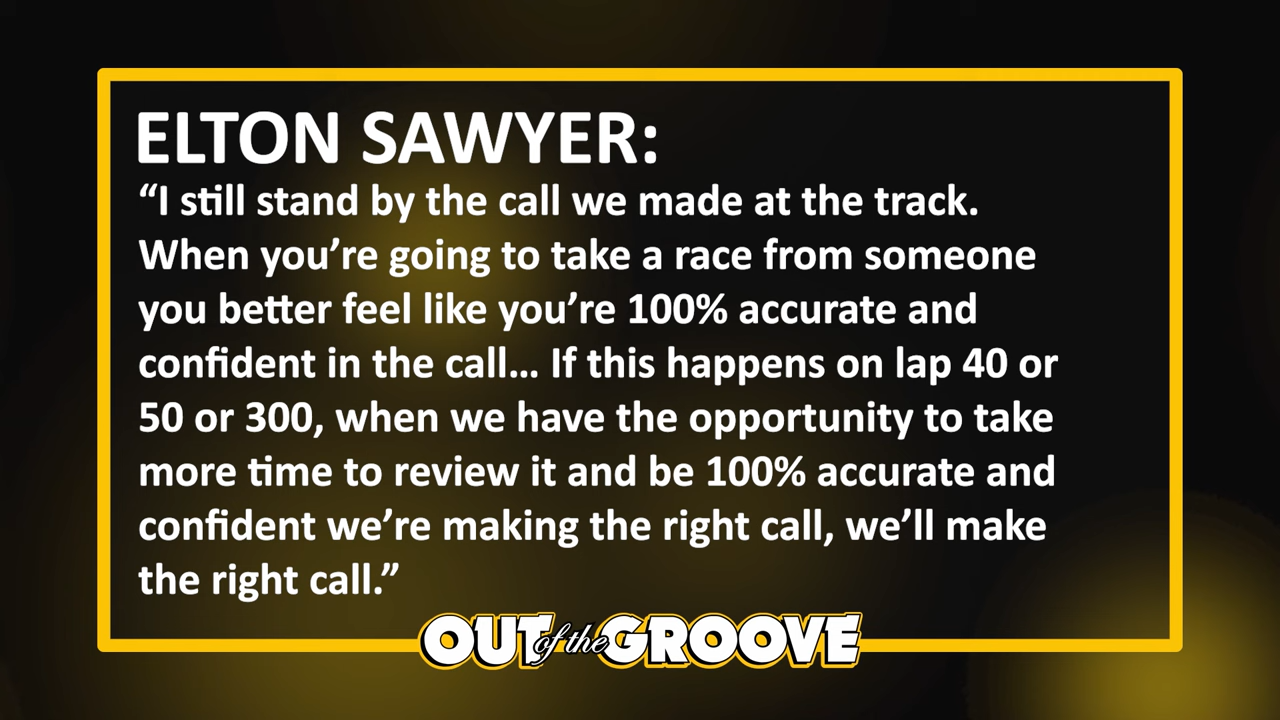 ELTON SAWYER:
“I still stand by the call we made at the track.
When you’re going to take a race from someone
you better feel like you’re 100% accurate and
confident in the call... If this happens on lap 40 or
50 or 300, when we have the opportunity to take
more time to review it and be 100% accurate and
confident we’re making the right call, we’ll make
the right call.”
OUT of the GROOVE